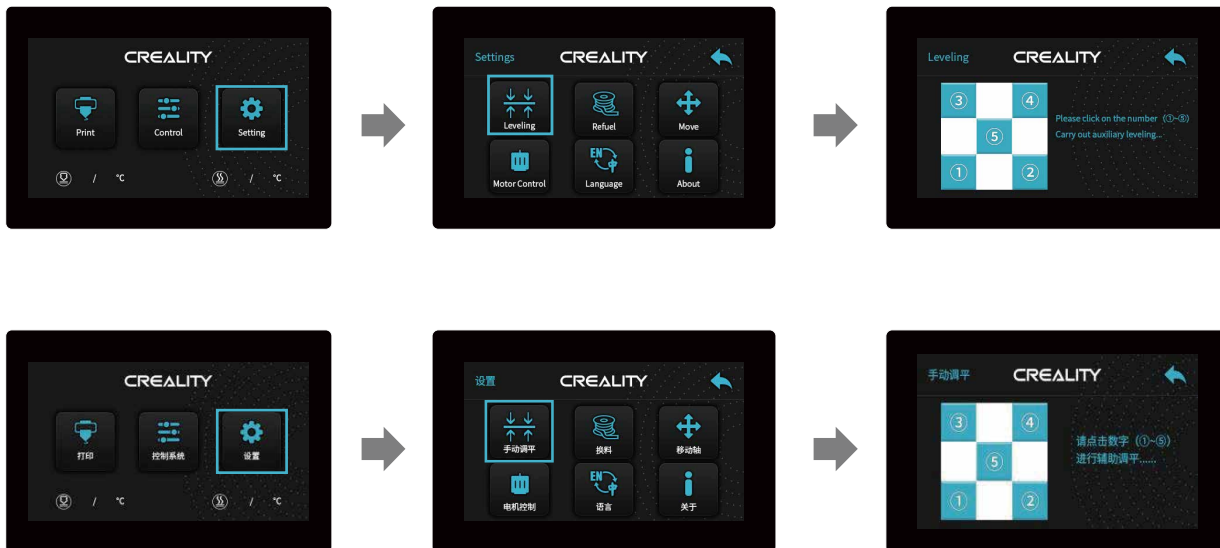 CREALITY
Print
Control
Setting
/ °C
/ °C
Settings
CREALITY
Leveling
Refuel
Move
EN
中
Motor Control
Language
About
Leveling
CREALITY
③ ④
⑤
① ②
Please click on the number (①~⑤)
Carry out auxiliary leveling...
CREALITY
打印
控制系统
设置
/ °C
/ °C
设置
CREALITY
手动调平
换料
移动轴
EN
中
电机控制
语言
关于
手动调平
CREALITY
③ ④
⑤
① ②
请点击数字 (①~⑤)
进行辅助调平......